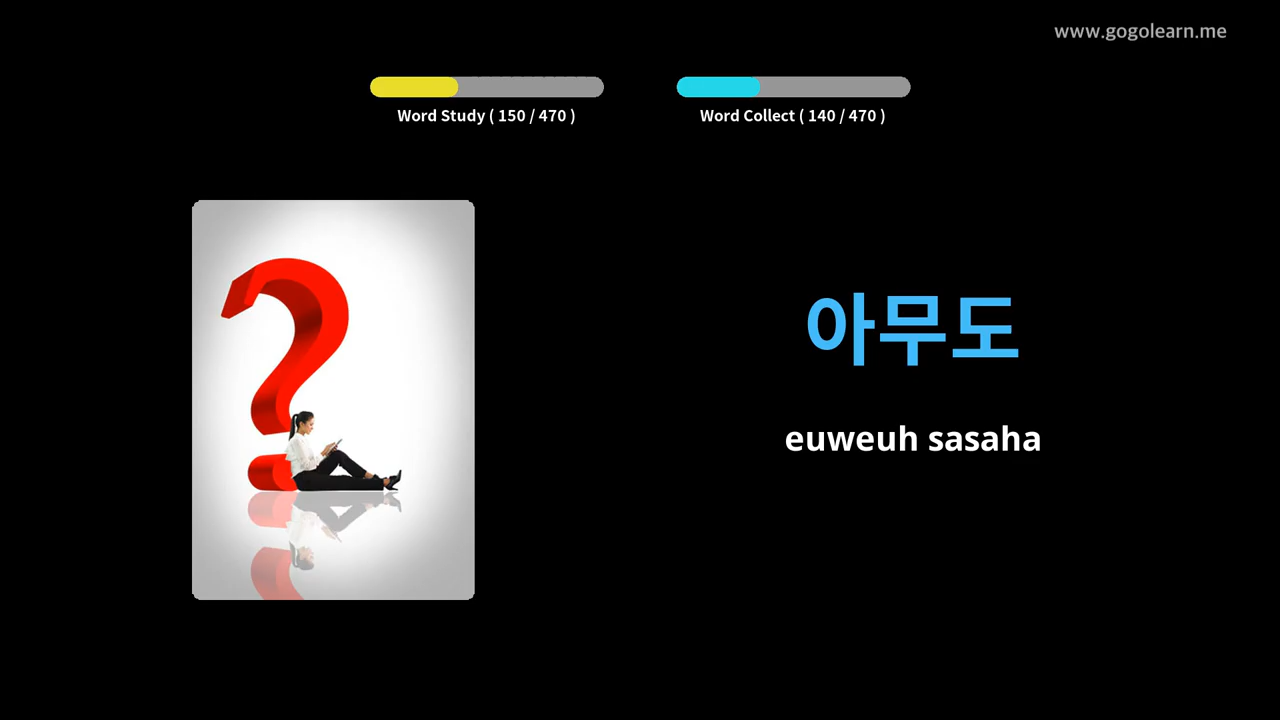 www.gogolearn.me
Word Study ( 150 / 470 )
Word Collect ( 140 / 470 )
아무도
euweuh sasaha